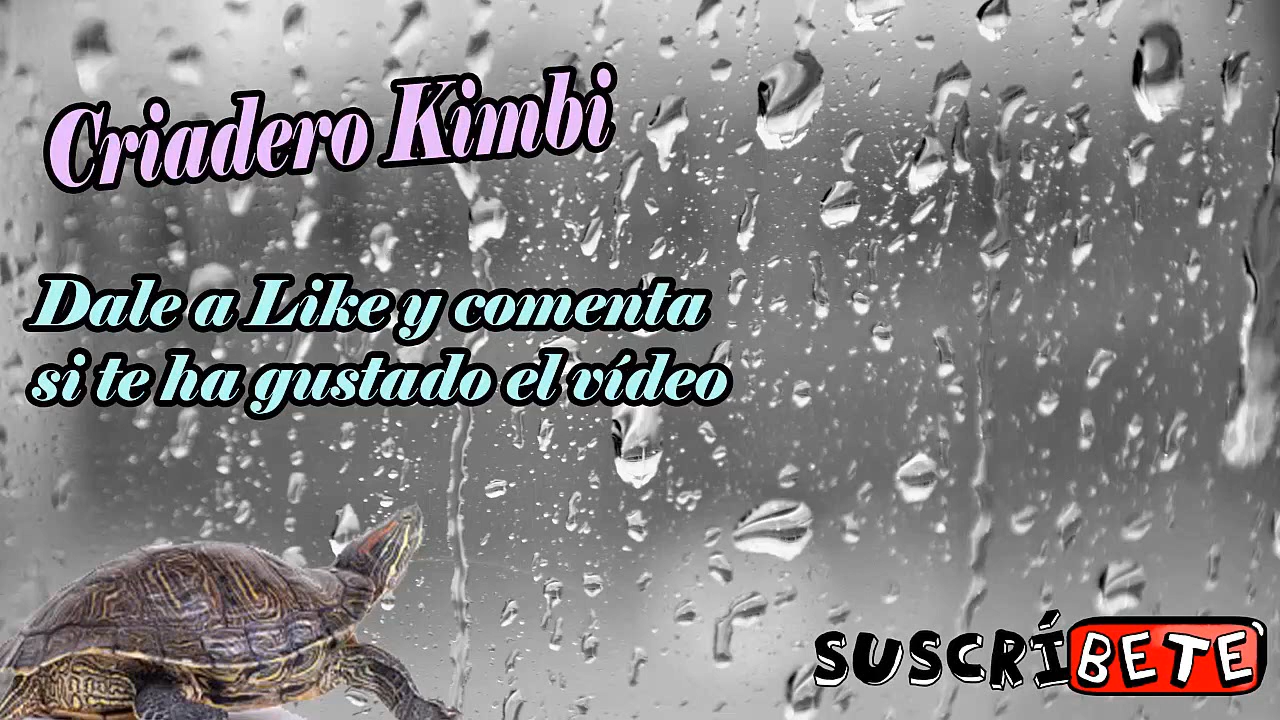 Criadero Kimbi
Dale a Like y comenta
si te ha gustado el vídeo
SUSCRÍBETE